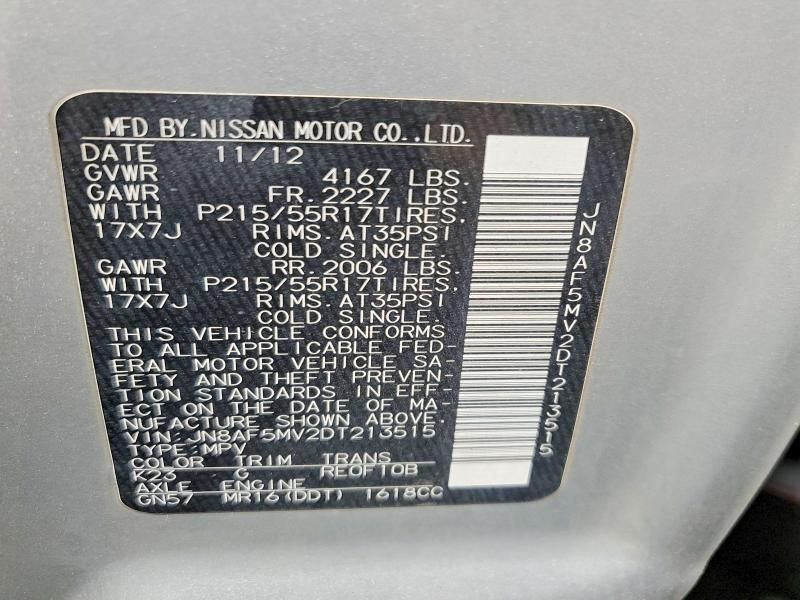 MFD BY.NISSAN MOTOR CO.,LTD.
DATE 11/12
GVWR 4167 LBS.
GAWR FR. 2227 LBS.
WITH P215/55R17TIRES,
17X7J RIMS. AT35PSI
COLD SINGLE.
GAWR RR. 2006 LBS.
WITH P215/55R17TIRES,
17X7J RIMS. AT35PSI
COLD SINGLE.
THIS VEHICLE CONFORMS
TO ALL APPLICABLE FED-
ERAL MOTOR VEHICLE SA-
FETY AND THEFT PREVEN-
TION STANDARDS IN EFF-
ECT ON THE DATE OF MA-
NUFACTURE SHOWN ABOVE.
VIN: JN8AF5MV2DT213515
TYPE: MPV
COLOR TRIM TRANS
K23 G RE0F10B
AXLE ENGINE
GN57 MR16(DDT) 1618CC
JN8AF5MV2DT213515